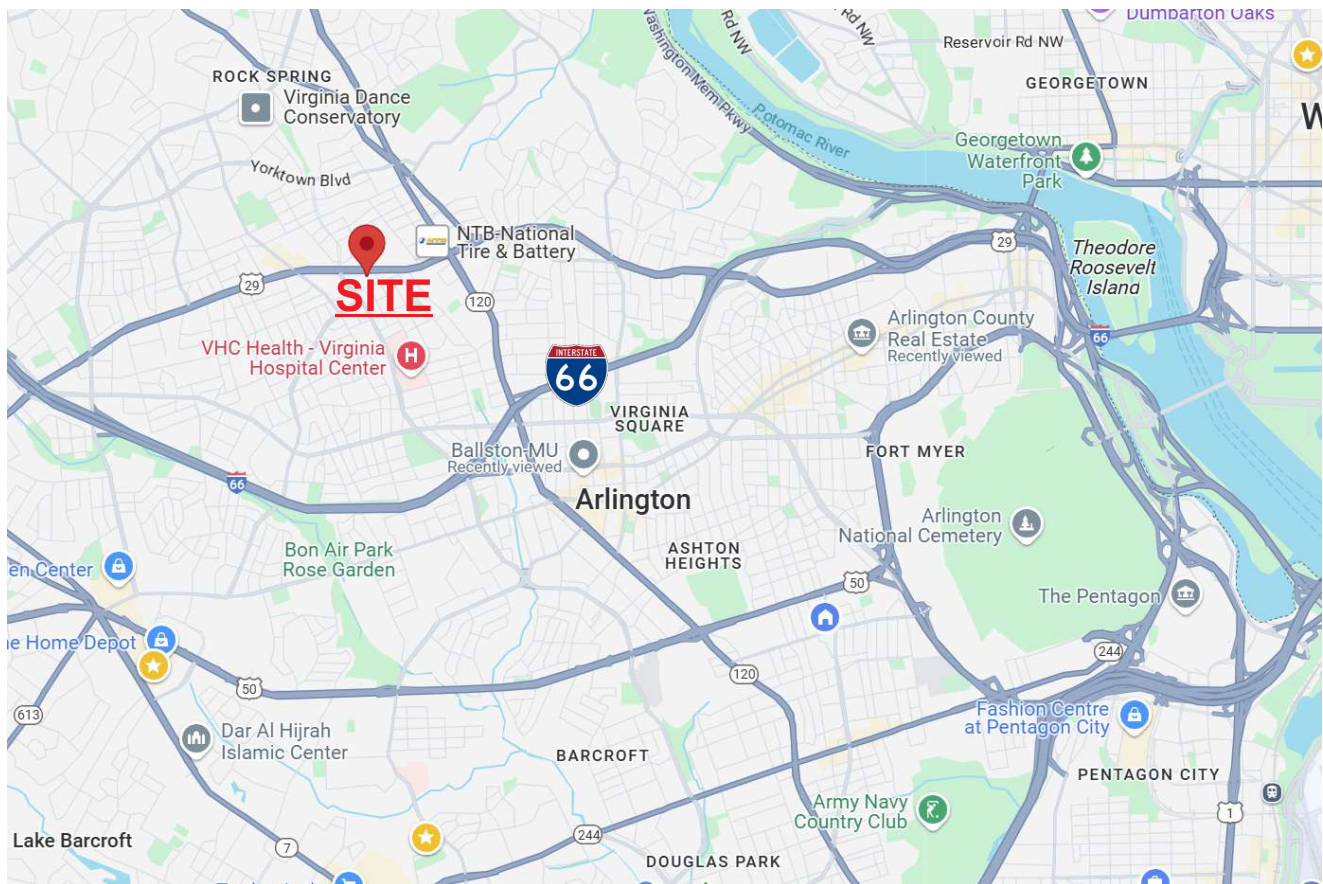 Dumbarton Oaks
Rd NW
Rd NW
Reservoir Rd NW
ROCK SPRING
Virginia Dance
Conservatory
Washington Mem Pkwy
GEORGETOWN
Potomac River
Georgetown
Waterfront
Park
W
Yorktown Blvd
NTB-National
Tire & Battery
29
Theodore
Roosevelt
Island
29
SITE
120
Arlington County
Real Estate
Recently viewed
66
VHC Health - Virginia
Hospital Center
H
INTERSTATE
66
VIRGINIA
SQUARE
Ballston-MU
Recently viewed
FORT MYER
66
Arlington
Arlington
National Cemetery
Bon Air Park
Rose Garden
ASHTON
HEIGHTS
en Center
50
The Pentagon
e Home Depot
244
50
120
613
Fashion Centre
at Pentagon City
Dar Al Hijrah
Islamic Center
BARCROFT
PENTAGON CITY
Army Navy
Country Club
1
Lake Barcroft
7
244
DOUGLAS PARK